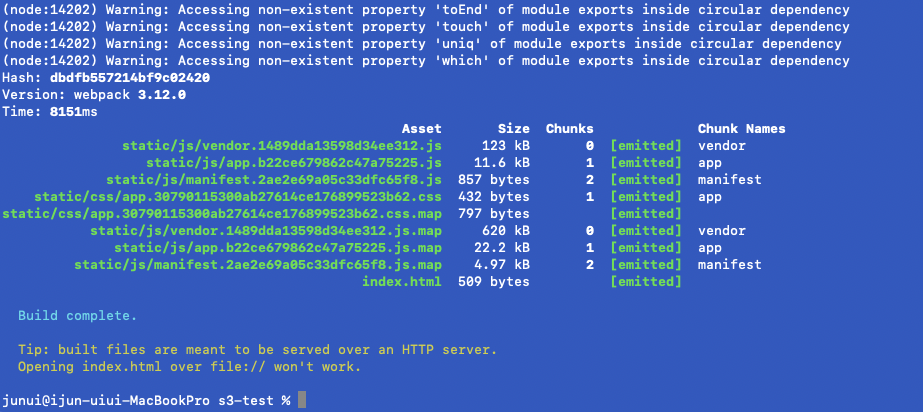 (node:14202) Warning: Accessing non-existent property 'toEnd' of module exports inside circular dependency
(node:14202) Warning: Accessing non-existent property 'touch' of module exports inside circular dependency
(node:14202) Warning: Accessing non-existent property 'uniq' of module exports inside circular dependency
(node:14202) Warning: Accessing non-existent property 'which' of module exports inside circular dependency
Hash: dbdfb557214bf9c02420
Version: webpack 3.12.0
Time: 8151ms
Asset Size Chunks Chunk Names
static/js/vendor.1489dda13598d34ee312.js 123 kB 0 [emitted] vendor
static/js/app.b22ce679862c47a75225.js 11.6 kB 1 [emitted] app
static/js/manifest.2ae2e69a05c33dfc65f8.js 857 bytes 2 [emitted] manifest
static/css/app.30790115300ab27614ce176899523b62.css 432 bytes 1 [emitted] app
static/css/app.30790115300ab27614ce176899523b62.css.map 797 bytes [emitted]
static/js/vendor.1489dda13598d34ee312.js.map 620 kB 0 [emitted] vendor
static/js/app.b22ce679862c47a75225.js.map 22.2 kB 1 [emitted] app
static/js/manifest.2ae2e69a05c33dfc65f8.js.map 4.97 kB 2 [emitted] manifest
index.html 509 bytes [emitted]
Build complete.
Tip: built files are meant to be served over an HTTP server.
Opening index.html over file:// won't work.
junui@ijun-uiui-MacBookPro s3-test %